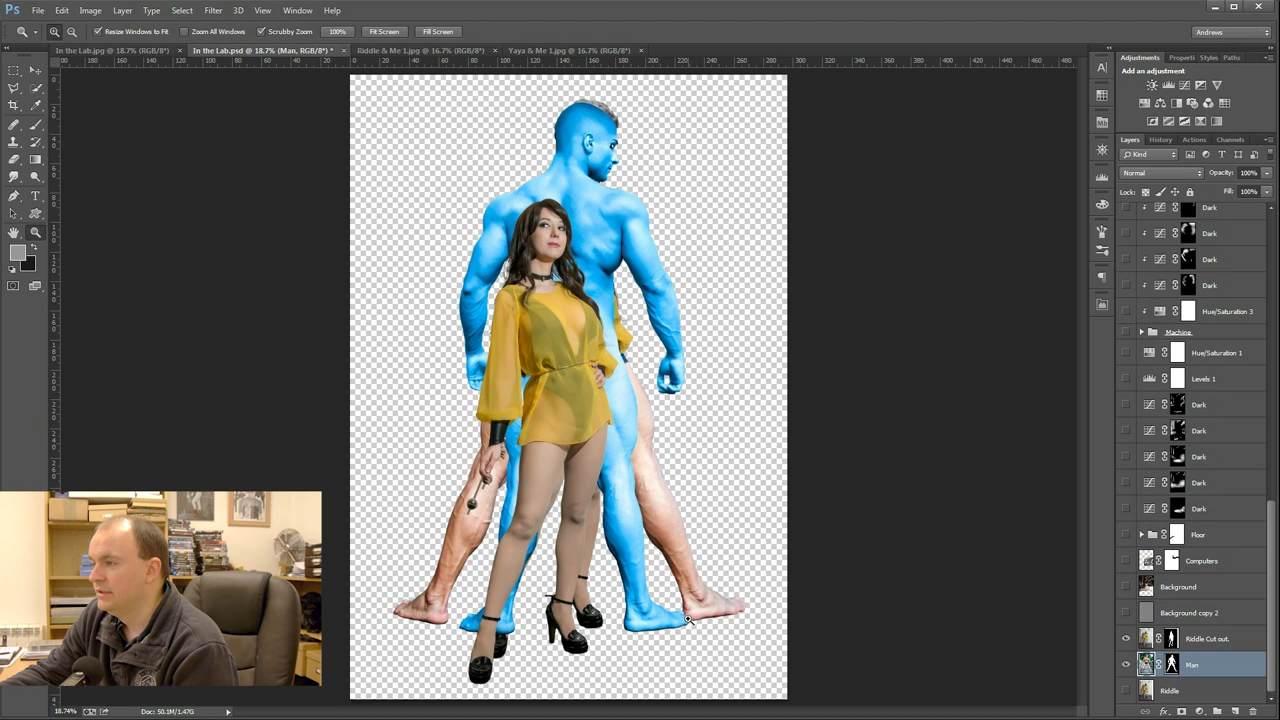 Ps File Edit Image Layer Type Select Filter 3D View Window Help
Resize Windows to Fit Zoom All Windows Scrubby Zoom 100% Fit Screen Fill Screen Andrews
In the Lab.jpg @ 18.7% (RGB/8*) × In the Lab.psd @ 18.7% (Man, RGB/8*) * × Riddle & Me 1.jpg @ 16.7% (RGB/8*) × Yaya & Me 1.jpg @ 16.7% (RGB/8*) ×
Adjustments Properti Styles Paths
Add an adjustment
Layers History Actions Channels
Kind
Normal Opacity: 100%
Lock: Fill: 100%
Dark
Dark
Dark
Dark
Hue/Saturation 3
Machine
Hue/Saturation 1
Levels 1
Dark
Dark
Dark
Dark
Dark
Floor
Computers
Background
Background copy 2
Riddle Cut out.
Man
Riddle
18.74% Doc: 50.1M/1.47G